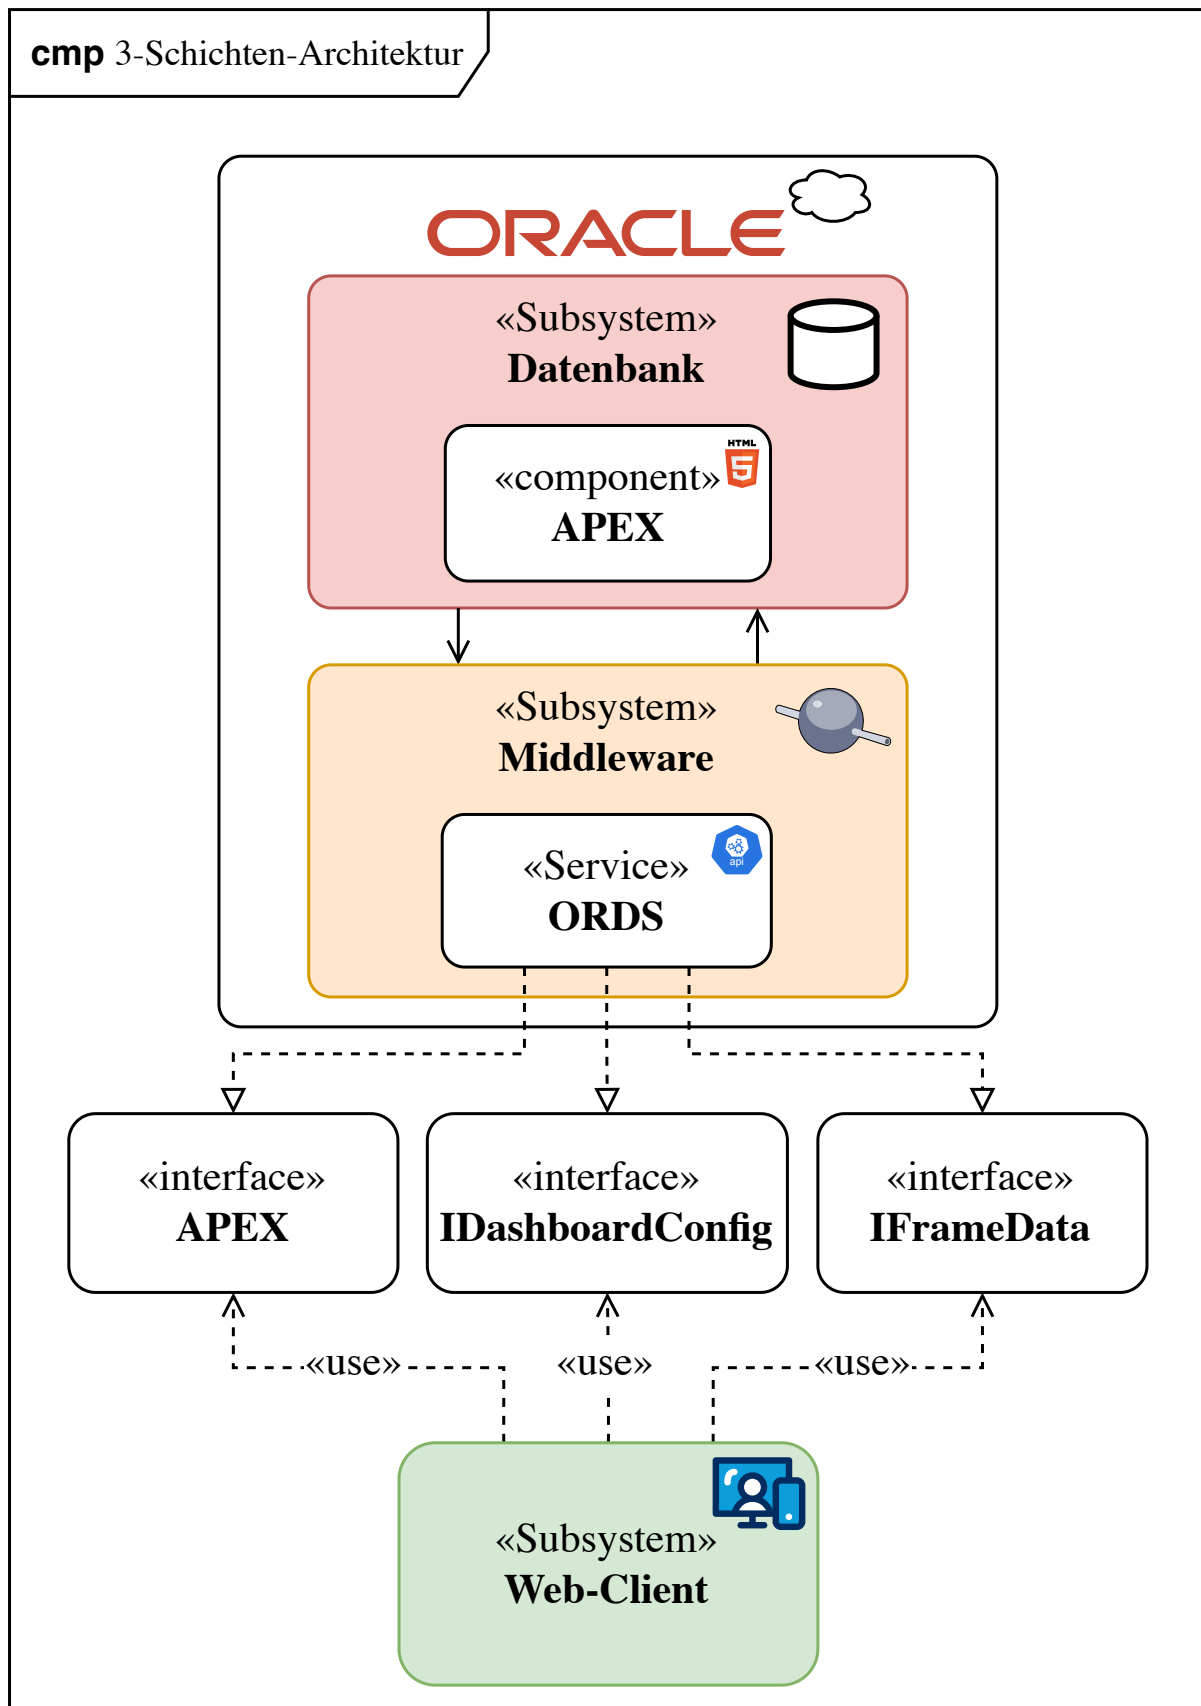 cmp 3-Schichten-Architektur
ORACLE
«Subsystem»
Datenbank
HTML
5
«component»
APEX
«Subsystem»
Middleware
api
«Service»
ORDS
«interface»
APEX
«interface»
IDashboardConfig
«interface»
IFrameData
«use»
«use»
«use»
«Subsystem»
Web-Client